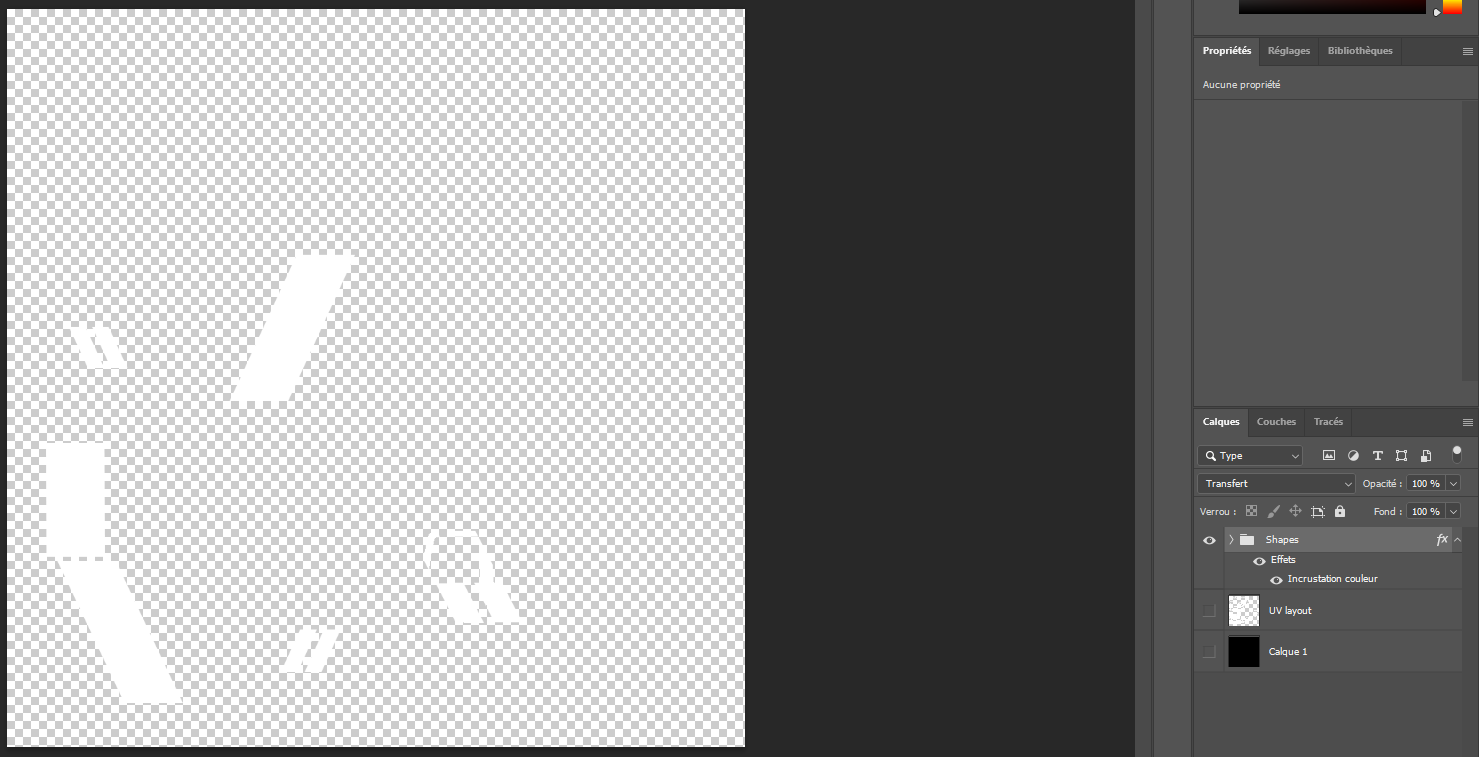 Propriétés Réglages Bibliothèques
Aucune propriété
Calques Couches Tracés
Type
Transfert Opacité : 100 %
Verrou : Fond : 100 %
Shapes fx
Effets
Incrustation couleur
UV layout
Calque 1